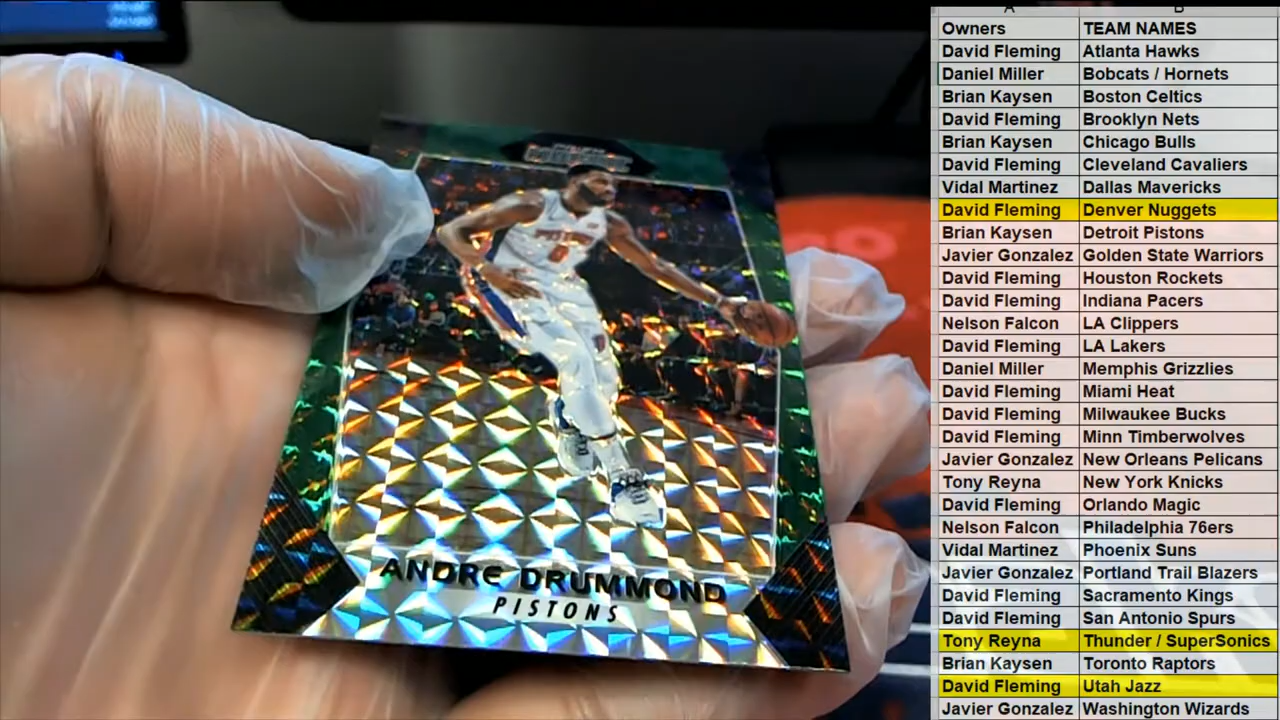 A B
Owners TEAM NAMES
David Fleming Atlanta Hawks
Daniel Miller Bobcats / Hornets
Brian Kaysen Boston Celtics
David Fleming Brooklyn Nets
Brian Kaysen Chicago Bulls
David Fleming Cleveland Cavaliers
Vidal Martinez Dallas Mavericks
David Fleming Denver Nuggets
Brian Kaysen Detroit Pistons
Javier Gonzalez Golden State Warriors
David Fleming Houston Rockets
David Fleming Indiana Pacers
Nelson Falcon LA Clippers
David Fleming LA Lakers
Daniel Miller Memphis Grizzlies
David Fleming Miami Heat
David Fleming Milwaukee Bucks
David Fleming Minn Timberwolves
Javier Gonzalez New Orleans Pelicans
Tony Reyna New York Knicks
David Fleming Orlando Magic
Nelson Falcon Philadelphia 76ers
Vidal Martinez Phoenix Suns
Javier Gonzalez Portland Trail Blazers
David Fleming Sacramento Kings
David Fleming San Antonio Spurs
Tony Reyna Thunder / SuperSonics
Brian Kaysen Toronto Raptors
David Fleming Utah Jazz
Javier Gonzalez Washington Wizards
PISTONS
0
ANDRE DRUMMOND
PISTONS